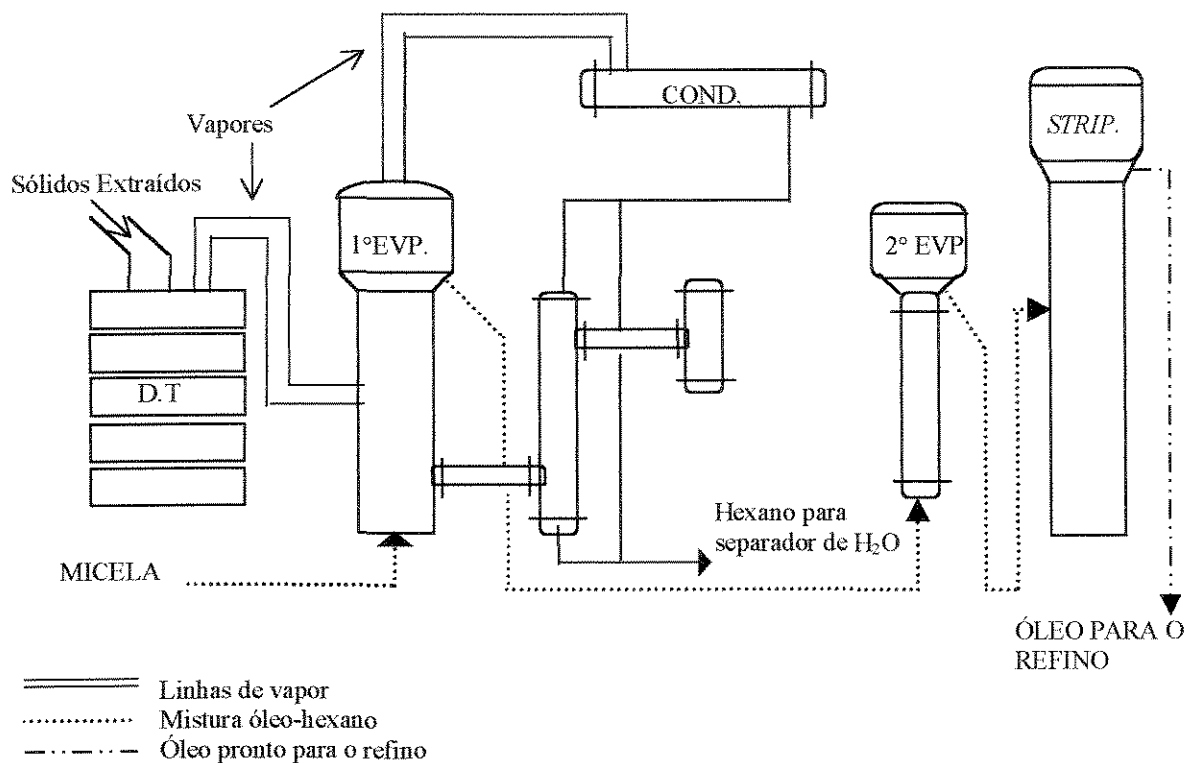 COND.
STRIP.
Vapores
Sólidos Extraídos
1°EVP.
2° EVP
D.T
Hexano para
separador de H₂O
MICELA
ÓLEO PARA O
REFINO
Linhas de vapor
Mistura óleo-hexano
Óleo pronto para o refino